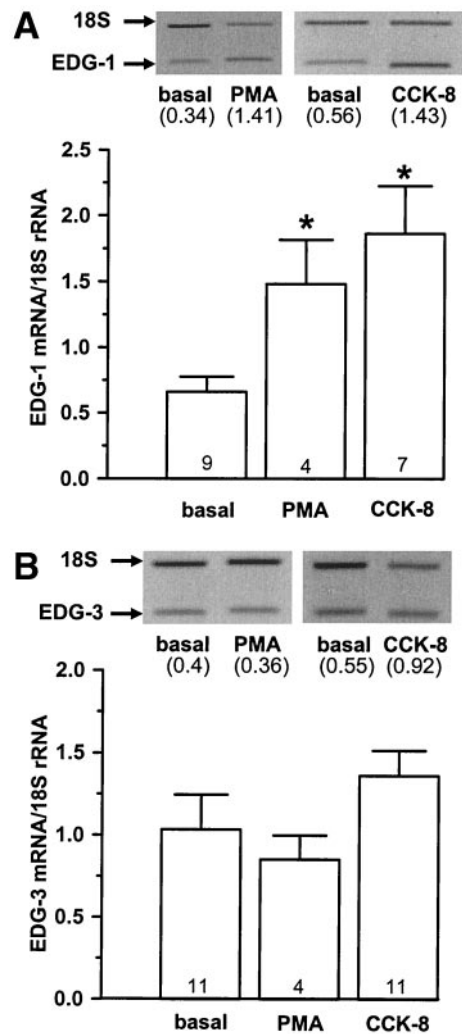 A
18S
EDG-1
basal PMA basal CCK-8
(0.34) (1.41) (0.56) (1.43)
EDG-1 mRNA/18S rRNA
2.5
2.0
1.5
1.0
0.5
0.0
* *
9 4 7
basal PMA CCK-8
B
18S
EDG-3
basal PMA basal CCK-8
(0.4) (0.36) (0.55) (0.92)
EDG-3 mRNA/18S rRNA
2.0
1.5
1.0
0.5
0.0
11 4 11
basal PMA CCK-8